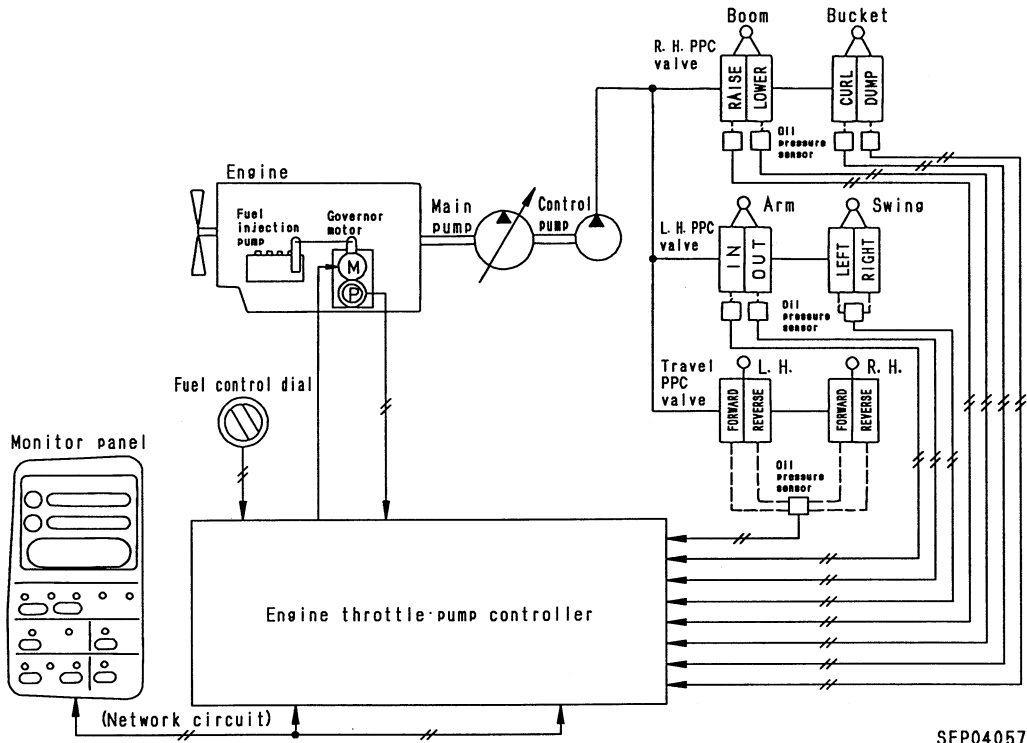 Boom
Bucket
R. H. PPC
valve
RAISE
LOWER
CURL
DUMP
Oil
pressure
sensor
Engine
Fuel
injection
pump
Governor
motor
M
P
Main
pump
Control
pump
L. H. PPC
valve
Arm
Swing
IN
OUT
LEFT
RIGHT
Oil
pressure
sensor
Travel
PPC
valve
L. H.
R. H.
FORWARD
REVERSE
FORWARD
REVERSE
Oil
pressure
sensor
Fuel control dial
Monitor panel
Engine throttle·pump controller
(Network circuit)
SEP04057